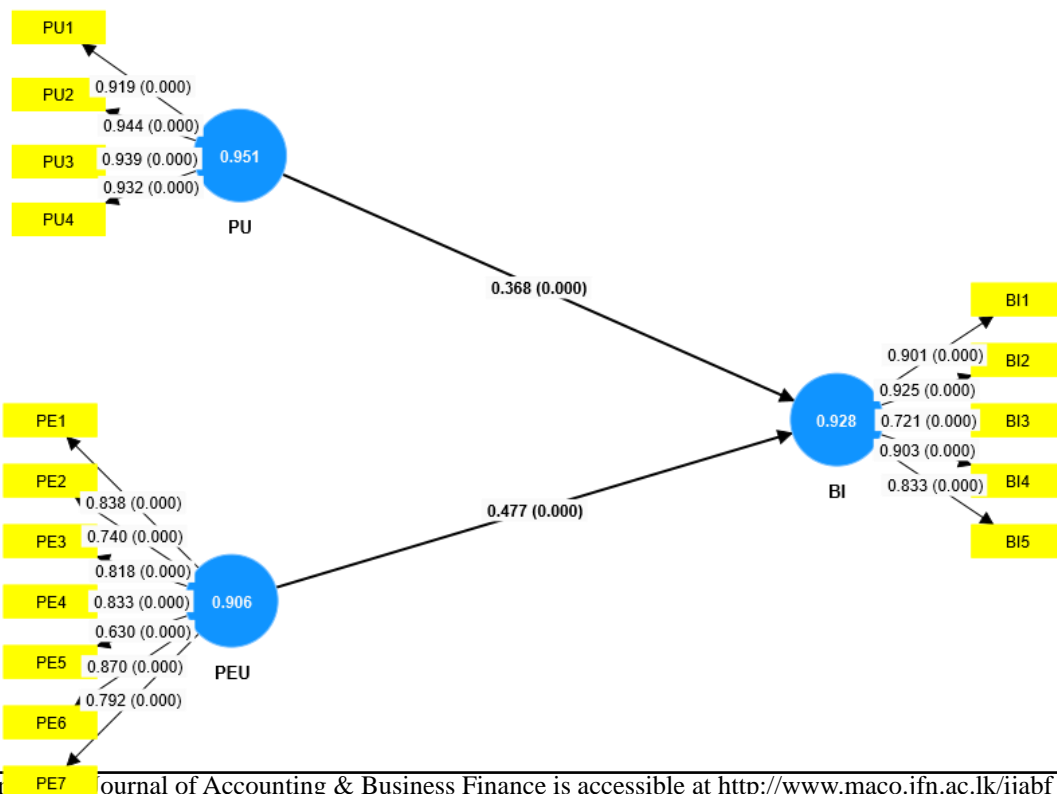 PU1
PU2
PU3
PU4
0.919 (0.000)
0.944 (0.000)
0.939 (0.000)
0.932 (0.000)
0.951
PU
0.368 (0.000)
BI1
BI2
BI3
BI4
BI5
0.901 (0.000)
0.925 (0.000)
0.721 (0.000)
0.903 (0.000)
0.833 (0.000)
0.928
BI
0.477 (0.000)
PE1
PE2
PE3
PE4
PE5
PE6
PE7
0.838 (0.000)
0.740 (0.000)
0.818 (0.000)
0.833 (0.000)
0.630 (0.000)
0.870 (0.000)
0.792 (0.000)
0.906
PEU
ournal of Accounting & Business Finance is accessible at http://www.maco.jfn.ac.lk/ijabf